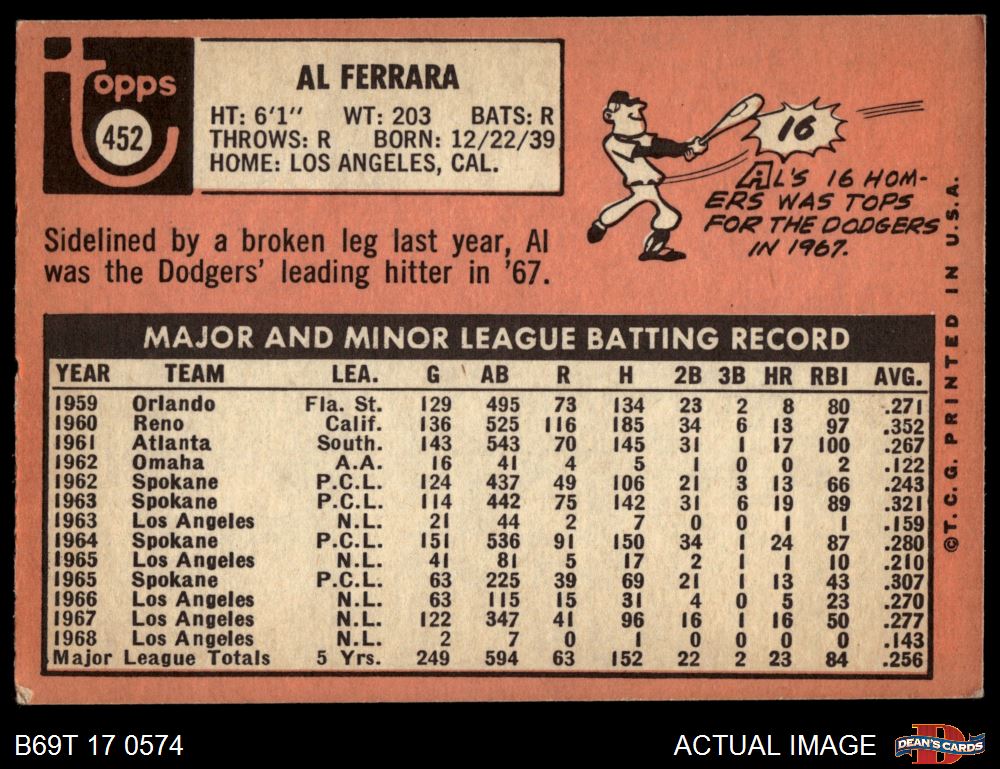 Topps
452
AL FERRARA
HT: 6'1" WT: 203 BATS: R
THROWS: R BORN: 12/22/39
HOME: LOS ANGELES, CAL.
16
AL'S 16 HOM-
ERS WAS TOPS
FOR THE DODGERS
IN 1967.
Sidelined by a broken leg last year, Al
was the Dodgers' leading hitter in '67.
MAJOR AND MINOR LEAGUE BATTING RECORD
YEAR TEAM LEA. G AB R H 2B 3B HR RBI AVG.
1959 Orlando Fla. St. 129 495 73 134 23 2 8 80 .271
1960 Reno Calif. 136 525 116 185 34 6 13 97 .352
1961 Atlanta South. 143 543 70 145 31 1 17 100 .267
1962 Omaha A.A. 16 41 4 5 1 0 0 2 .122
1962 Spokane P.C.L. 124 437 49 106 21 3 13 66 .243
1963 Spokane P.C.L. 114 442 75 142 31 6 19 89 .321
1963 Los Angeles N.L. 21 44 2 7 0 0 1 1 .159
1964 Spokane P.C.L. 151 536 91 150 34 1 24 87 .280
1965 Los Angeles N.L. 41 81 5 17 2 1 1 10 .210
1965 Spokane P.C.L. 63 225 39 69 21 1 13 43 .307
1966 Los Angeles N.L. 63 115 15 31 4 0 5 23 .270
1967 Los Angeles N.L. 122 347 41 96 16 1 16 50 .277
1968 Los Angeles N.L. 2 7 0 1 0 0 0 0 .143
Major League Totals 5 Yrs. 249 594 63 152 22 2 23 84 .256
©T.C.G. PRINTED IN U.S.A.
B69T 17 0574
ACTUAL IMAGE
D
DEAN'S CARDS